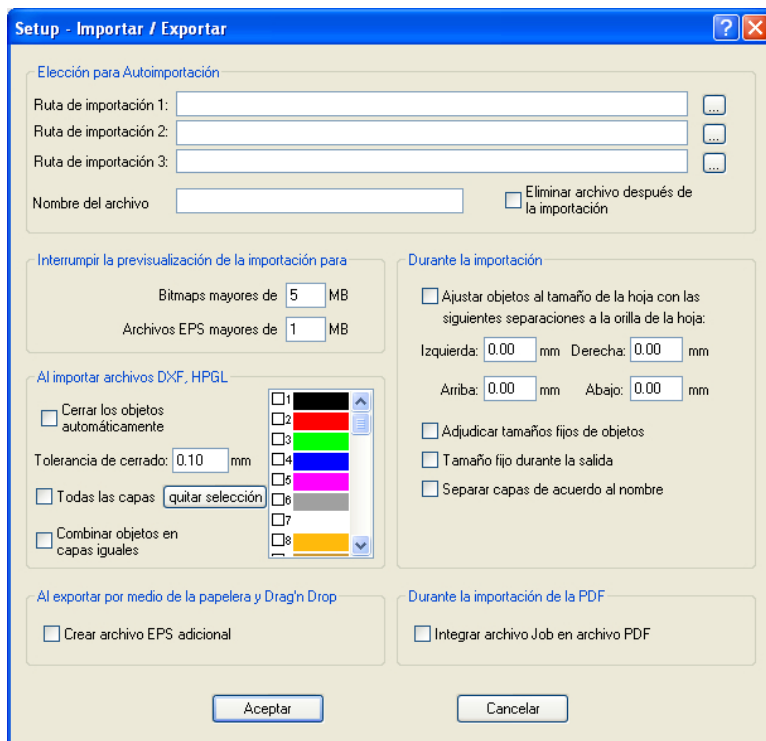 Setup - Importar / Exportar
Elección para Autoimportación
Ruta de importación 1:
...
Ruta de importación 2:
...
Ruta de importación 3:
...
Nombre del archivo
Eliminar archivo después de
la importación
Interrumpir la previsualización de la importación para
Bitmaps mayores de 5 MB
Archivos EPS mayores de 1 MB
Al importar archivos DXF, HPGL
Cerrar los objetos
automáticamente
Tolerancia de cerrado: 0.10 mm
Todas las capas quitar selección
Combinar objetos en
capas iguales
1
2
3
4
5
6
7
8
Durante la importación
Ajustar objetos al tamaño de la hoja con las
siguientes separaciones a la orilla de la hoja:
Izquierda: 0.00 mm Derecha: 0.00 mm
Arriba: 0.00 mm Abajo: 0.00 mm
Adjudicar tamaños fijos de objetos
Tamaño fijo durante la salida
Separar capas de acuerdo al nombre
Al exportar por medio de la papelera y Drag'n Drop
Crear archivo EPS adicional
Durante la importación de la PDF
Integrar archivo Job en archivo PDF
Aceptar
Cancelar